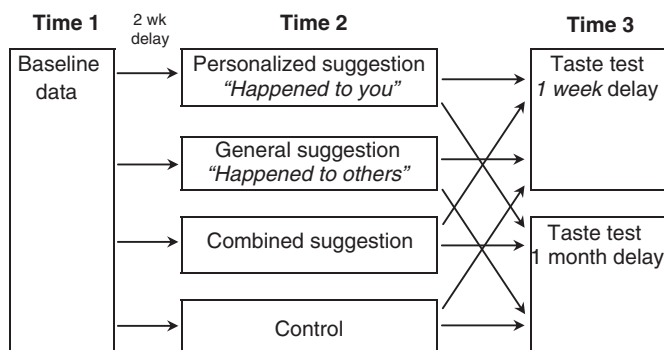 Time 1
2 wk
delay
Time 2
Time 3
Baseline
data
Personalized suggestion
“Happened to you”
General suggestion
“Happened to others”
Combined suggestion
Control
Taste test
1 week delay
Taste test
1 month delay